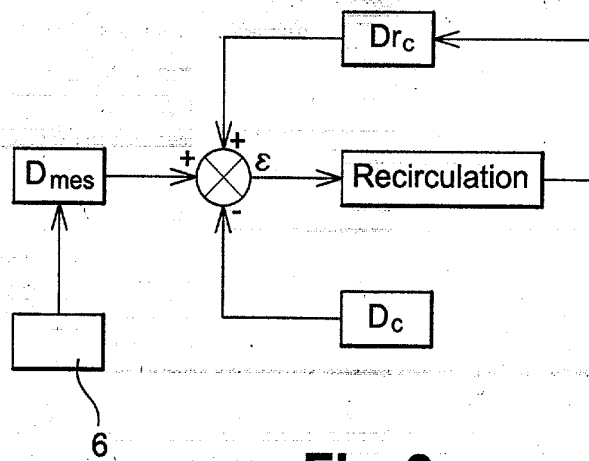 Drc
+
+
Dmes
ε
Recirculation
-
Dc
6